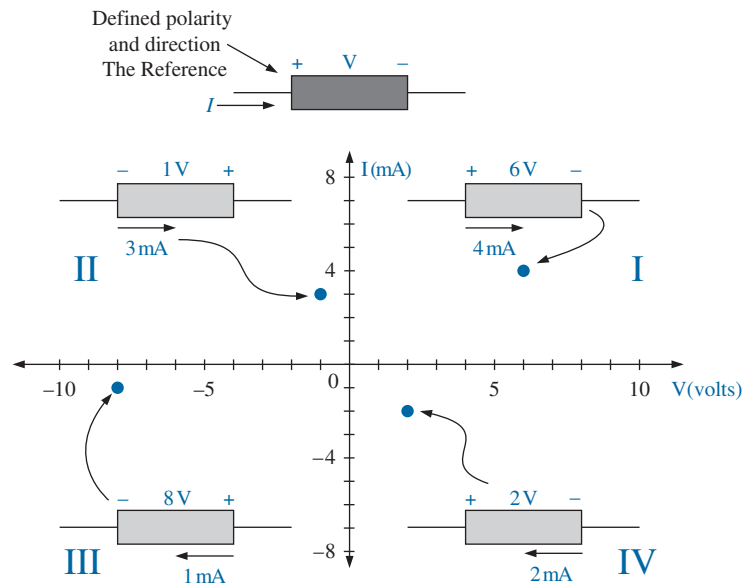 Defined polarity
and direction
The Reference
+ V –
I
I (mA)
– 1 V +
3 mA
II
+ 6 V –
4 mA
I
8
4
0
–4
–8
–10
–5
5
10
V(volts)
– 8 V +
1 mA
III
+ 2 V –
2 mA
IV